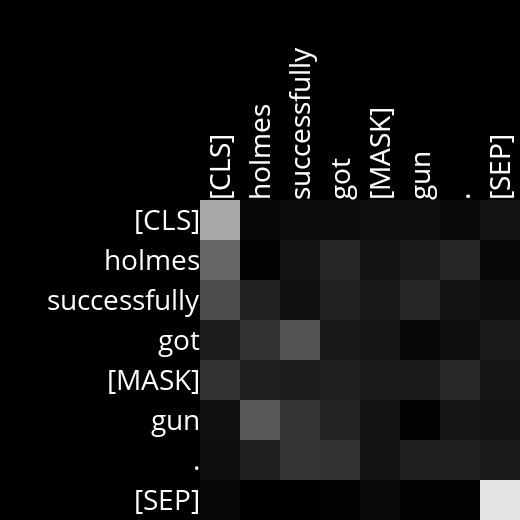 [CLS] holmes successfully got [MASK] gun . [SEP]
[CLS]
holmes
successfully
got
[MASK]
gun
.
[SEP]